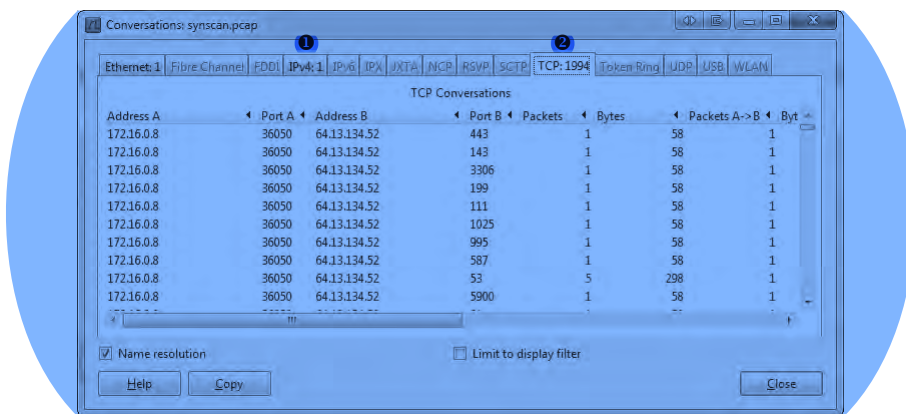 Conversations: synscan.pcap
1 2
Ethernet: 1 Fibre Channel FDDI IPv4: 1 IPv6 IPX JXTA NCP RSVP SCTP TCP: 1994 Token Ring UDP USB WLAN
TCP Conversations
Address A Port A Address B Port B Packets Bytes Packets A->B Byt
172.16.0.8 36050 64.13.134.52 443 1 58 1
172.16.0.8 36050 64.13.134.52 143 1 58 1
172.16.0.8 36050 64.13.134.52 3306 1 58 1
172.16.0.8 36050 64.13.134.52 199 1 58 1
172.16.0.8 36050 64.13.134.52 111 1 58 1
172.16.0.8 36050 64.13.134.52 1025 1 58 1
172.16.0.8 36050 64.13.134.52 995 1 58 1
172.16.0.8 36050 64.13.134.52 587 1 58 1
172.16.0.8 36050 64.13.134.52 53 5 298 1
172.16.0.8 36050 64.13.134.52 5900 1 58 1
Name resolution Limit to display filter
Help Copy Close